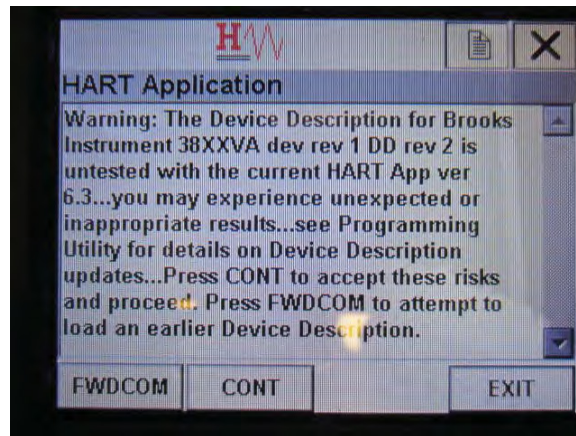 H
HART Application
Warning: The Device Description for Brooks
Instrument 38XXVA dev rev 1 DD rev 2 is
untested with the current HART App ver
6.3...you may experience unexpected or
inappropriate results...see Programming
Utility for details on Device Description
updates...Press CONT to accept these risks
and proceed. Press FWDCOM to attempt to
load an earlier Device Description.
FWDCOM CONT EXIT